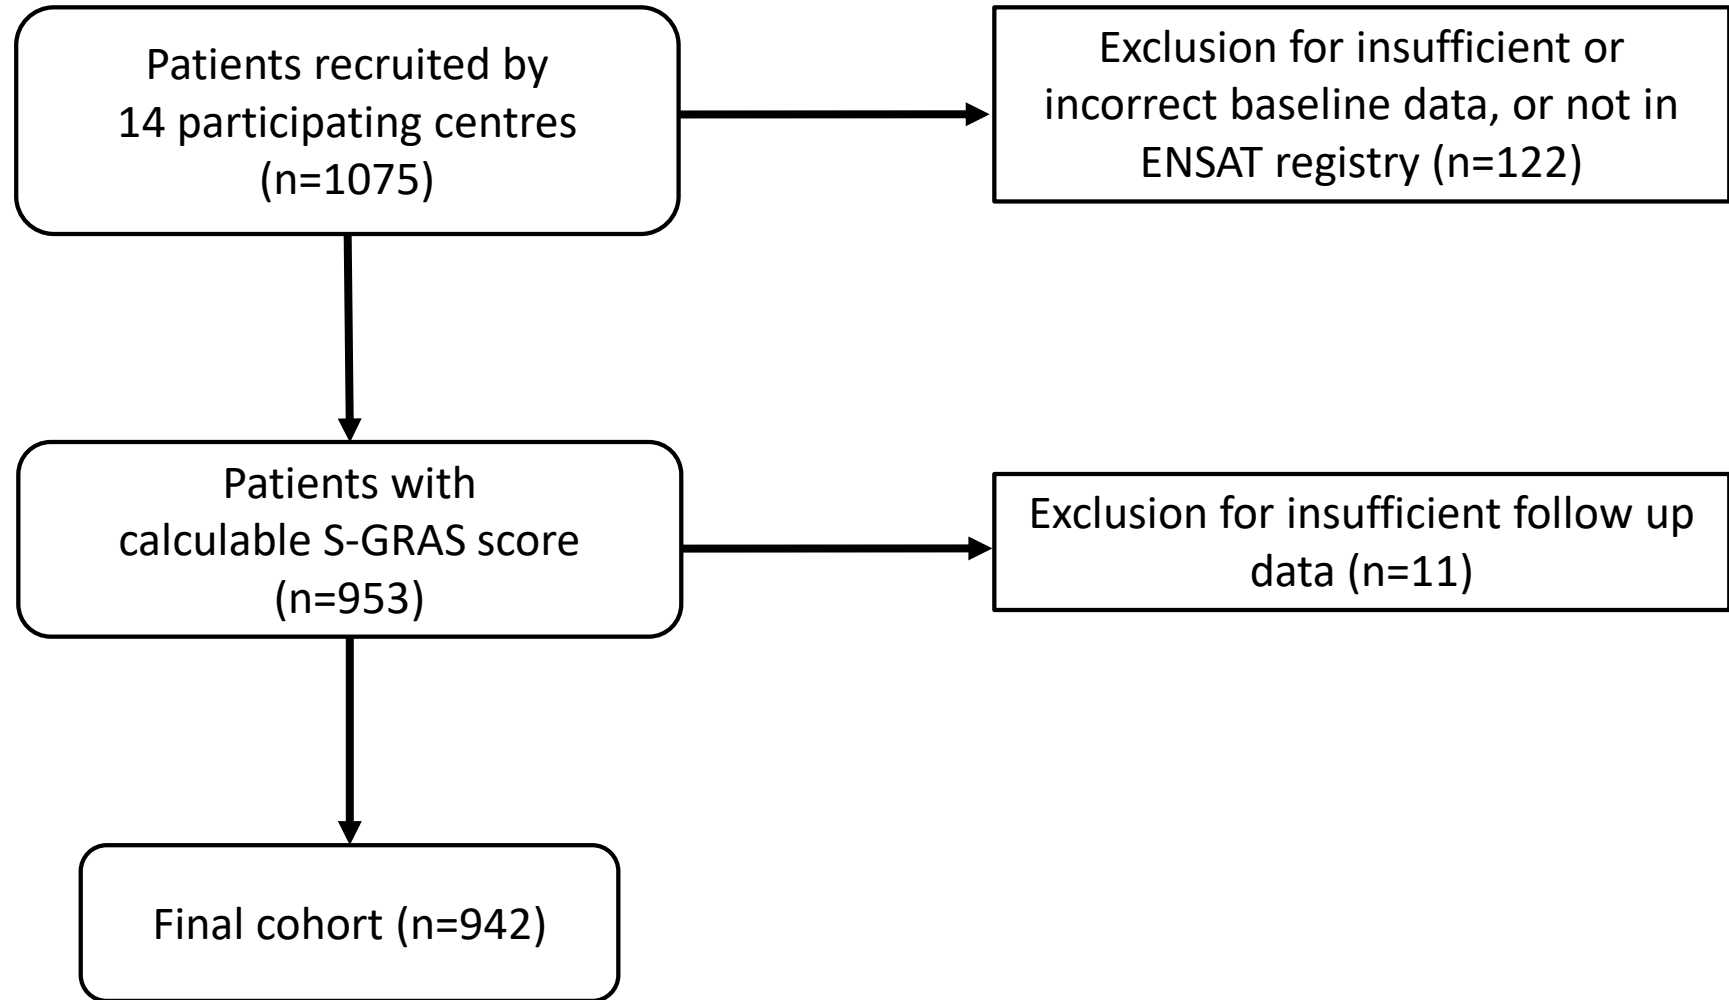 Patients recruited by
14 participating centres
(n=1075)
Exclusion for insufficient or
incorrect baseline data, or not in
ENSAT registry (n=122)
Patients with
calculable S-GRAS score
(n=953)
Exclusion for insufficient follow up
data (n=11)
Final cohort (n=942)